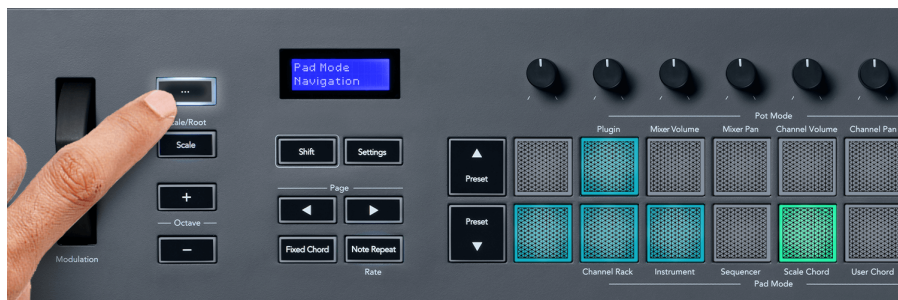 Pad Mode
Navigation
...
Scale
Shift
Settings
Page
+
Octave
−
Fixed Chord
Note Repeat
Rate
Modulation
Pot Mode
Plugin
Mixer Volume
Mixer Pan
Channel Volume
Channel Pan
Preset
Preset
Channel Rack
Instrument
Sequencer
Scale Chord
User Chord
Pad Mode